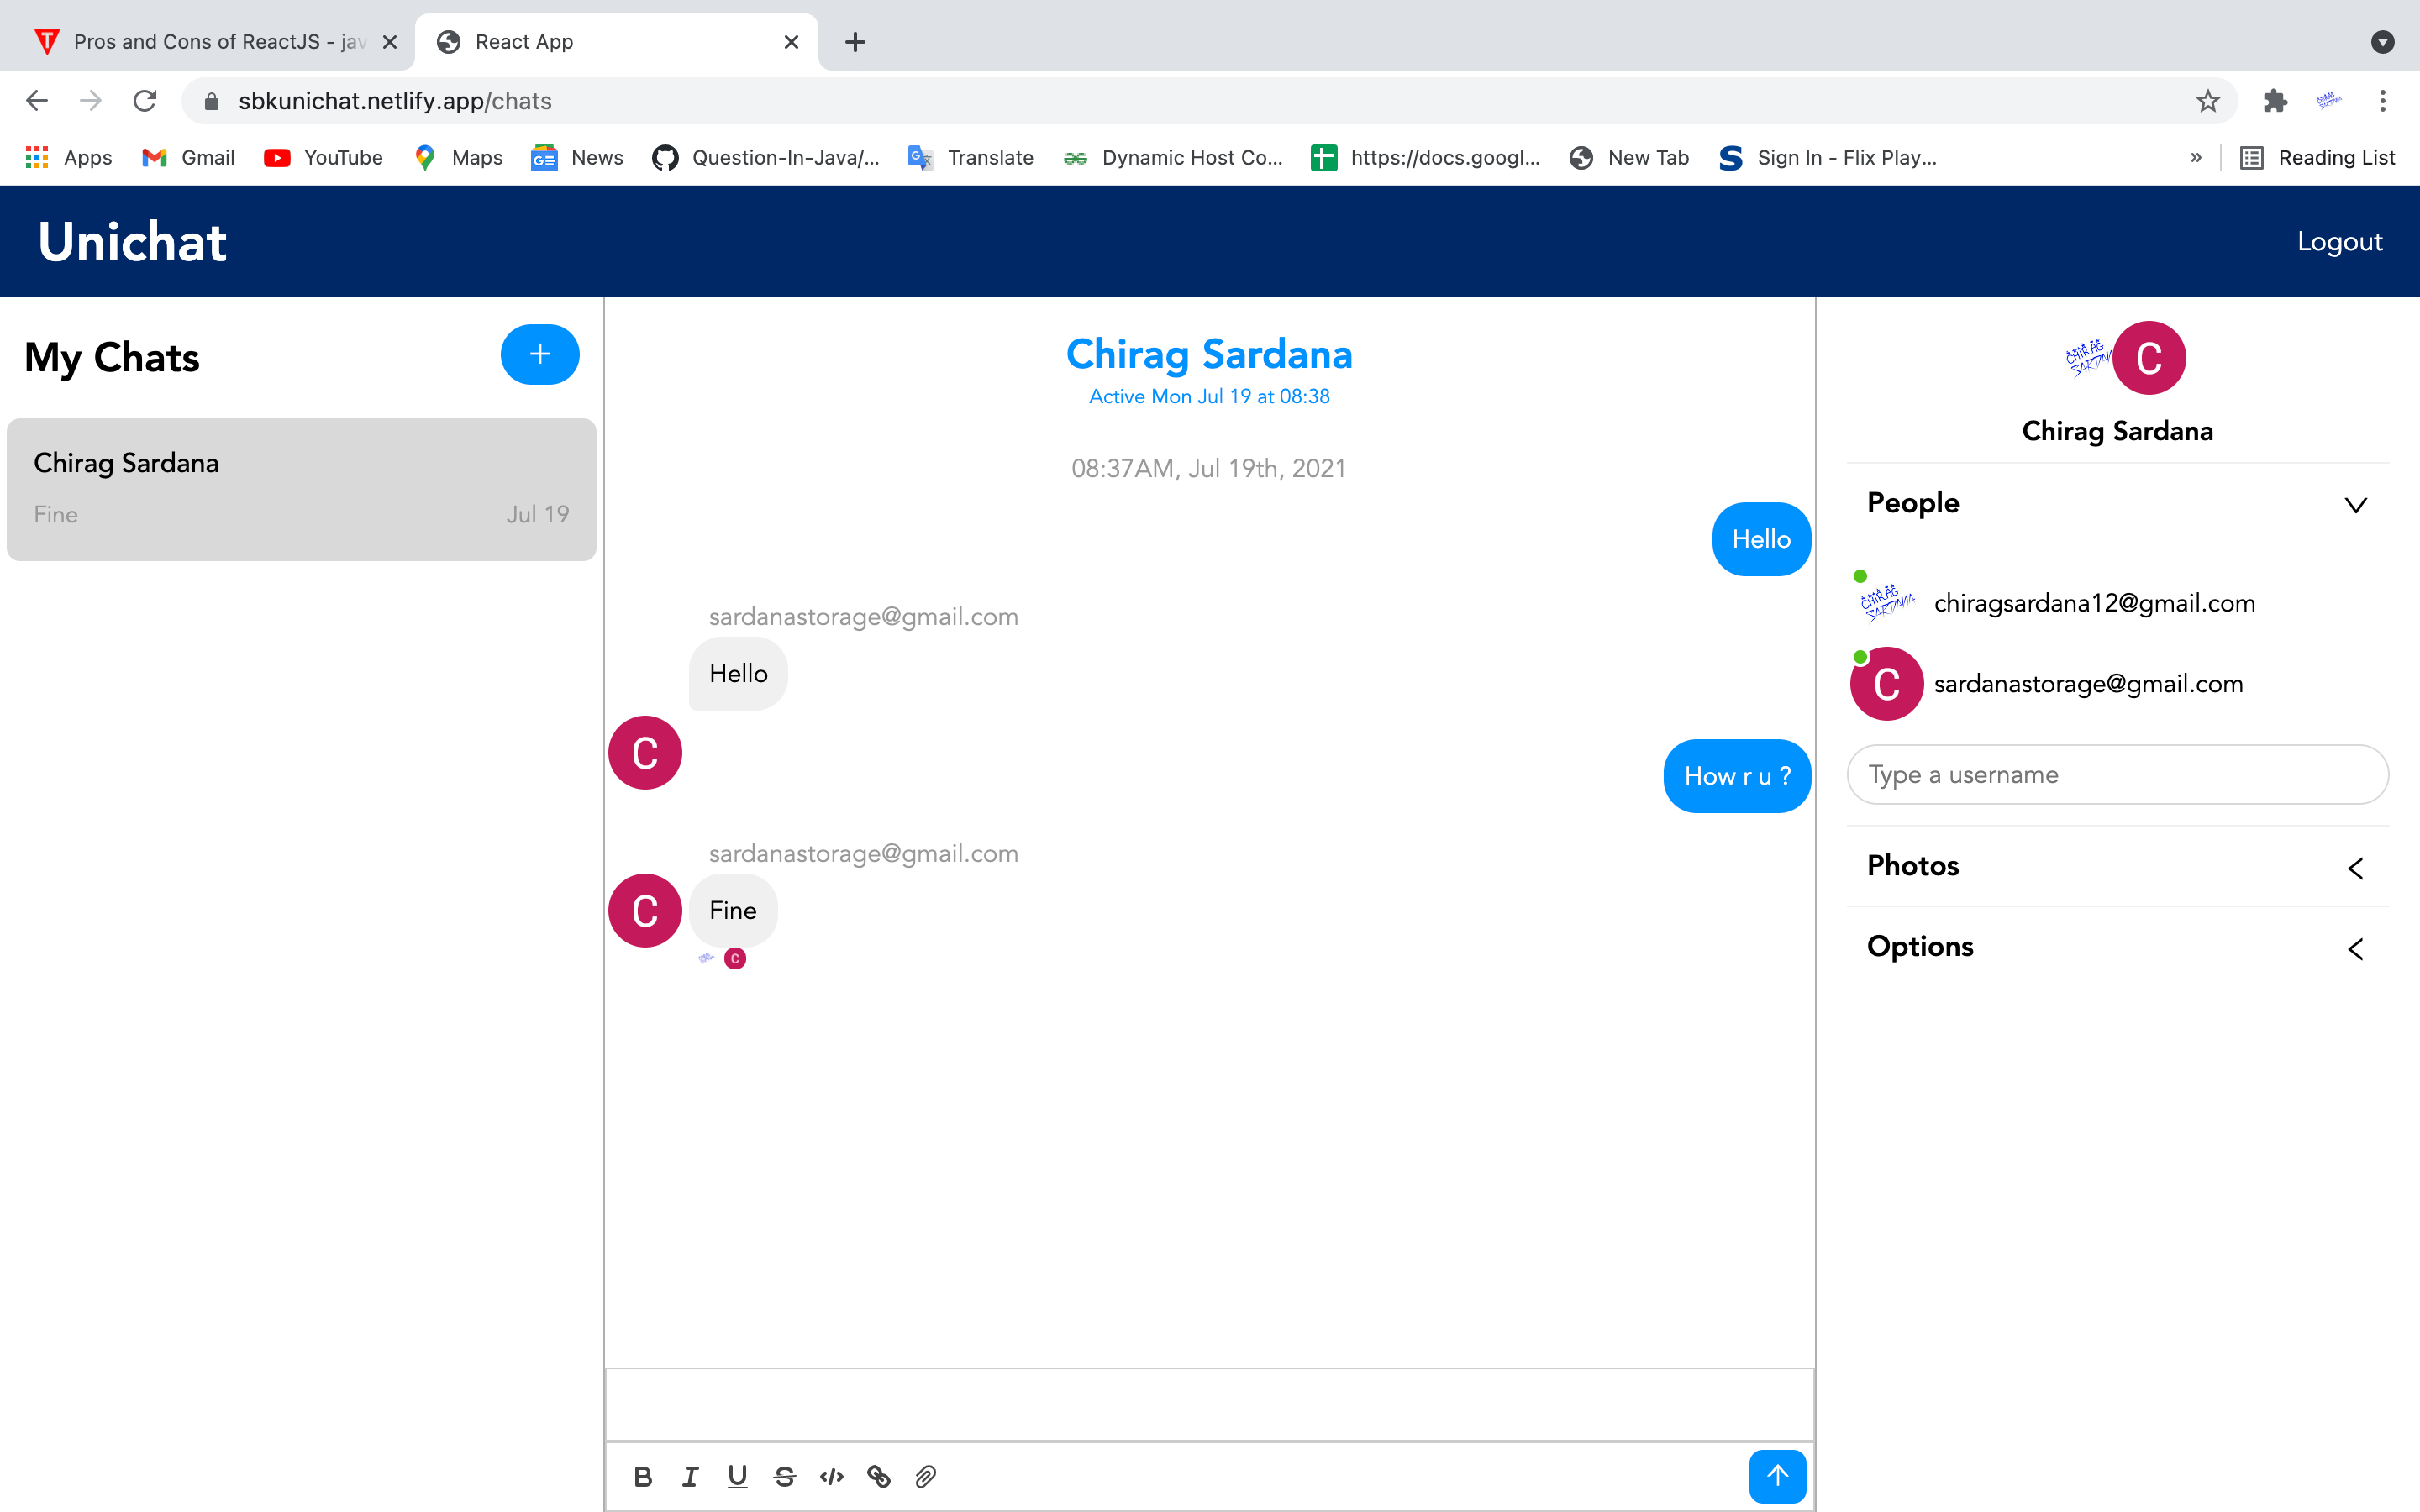 Pros and Cons of ReactJS - jav
React App
sbkunichat.netlify.app/chats
Apps
Gmail
YouTube
Maps
News
Question-In-Java/...
Translate
Dynamic Host Co...
https://docs.googl...
New Tab
Sign In - Flix Play...
»
Reading List
Unichat
Logout
My Chats
+
Chirag Sardana
Fine
Jul 19
Chirag Sardana
Active Mon Jul 19 at 08:38
08:37AM, Jul 19th, 2021
Hello
sardanastorage@gmail.com
Hello
C
How r u ?
sardanastorage@gmail.com
C
Fine
C
B I U S </>
CHIRAG
SARDANA
C
Chirag Sardana
People
CHIRAG
SARDANA
chiragsardana12@gmail.com
C
sardanastorage@gmail.com
Type a username
Photos
Options